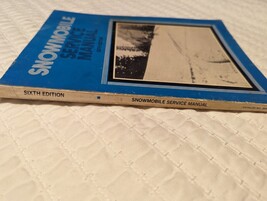 SNOWMOBILE
SERVICE
MANUAL
SIXTH EDITION
SNOWMOBILE SERVICE MANUAL